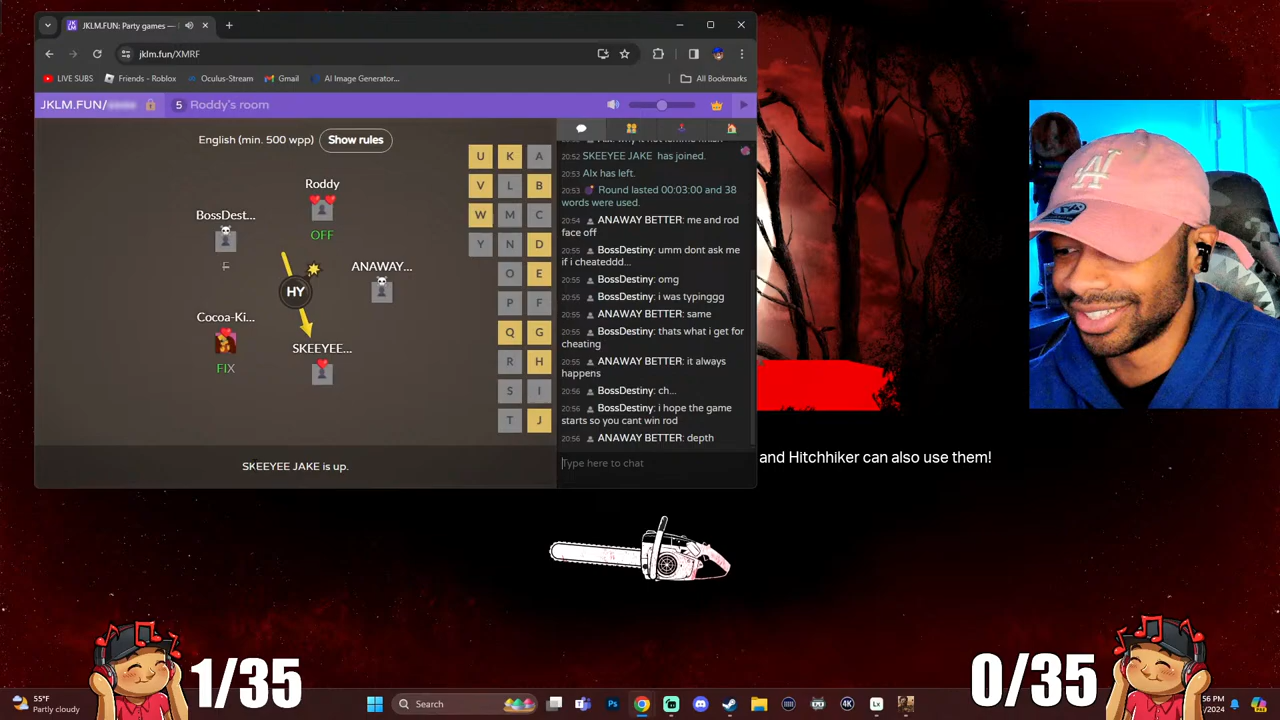 JKLM.FUN: Party games —
jklm.fun/XMRF
LIVE SUBS
Friends - Roblox
Oculus-Stream
Gmail
AI Image Generator...
All Bookmarks
JKLM.FUN/
5 Roddy's room
English (min. 500 wpp)
Show rules
Roddy
OFF
BossDest...
F
ANAWAY...
HY
Cocoa-Ki...
FIX
SKEEYEE...
SKEEYEE JAKE is up.
U K A
V L B
W M C
Y N D
O E
P F
Q G
R H
S I
T J
20:52 SKEEYEE JAKE has joined.
20:53 Alx has left.
20:53 Round lasted 00:03:00 and 38
words were used.
20:54 ANAWAY BETTER: me and rod
face off
20:55 BossDestiny: umm dont ask me
if i cheateddd...
20:55 BossDestiny: omg
20:55 BossDestiny: i was typinggg
20:55 ANAWAY BETTER: same
20:55 BossDestiny: thats what i get for
cheating
20:55 ANAWAY BETTER: it always
happens
20:56 BossDestiny: ch...
20:56 BossDestiny: i hope the game
starts so you cant win rod
20:56 ANAWAY BETTER: depth
Type here to chat
and Hitchhiker can also use them!
1/35
0/35
55°F
Partly cloudy
Search
56 PM
/2024